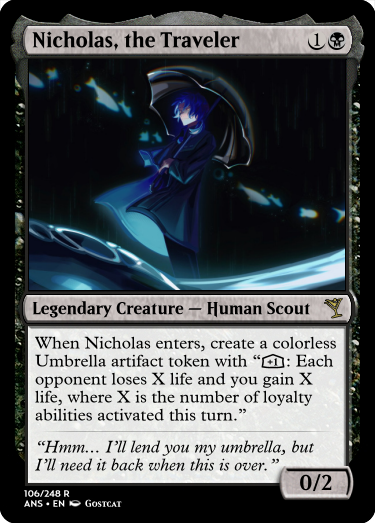 Nicholas, the Traveler 1
Legendary Creature — Human Scout
When Nicholas enters, create a colorless
Umbrella artifact token with “+1: Each
opponent loses X life and you gain X
life, where X is the number of loyalty
abilities activated this turn.”
“Hmm… I’ll lend you my umbrella, but
I’ll need it back when this is over.”
0/2
106/248 R
ANS • EN Gostcat